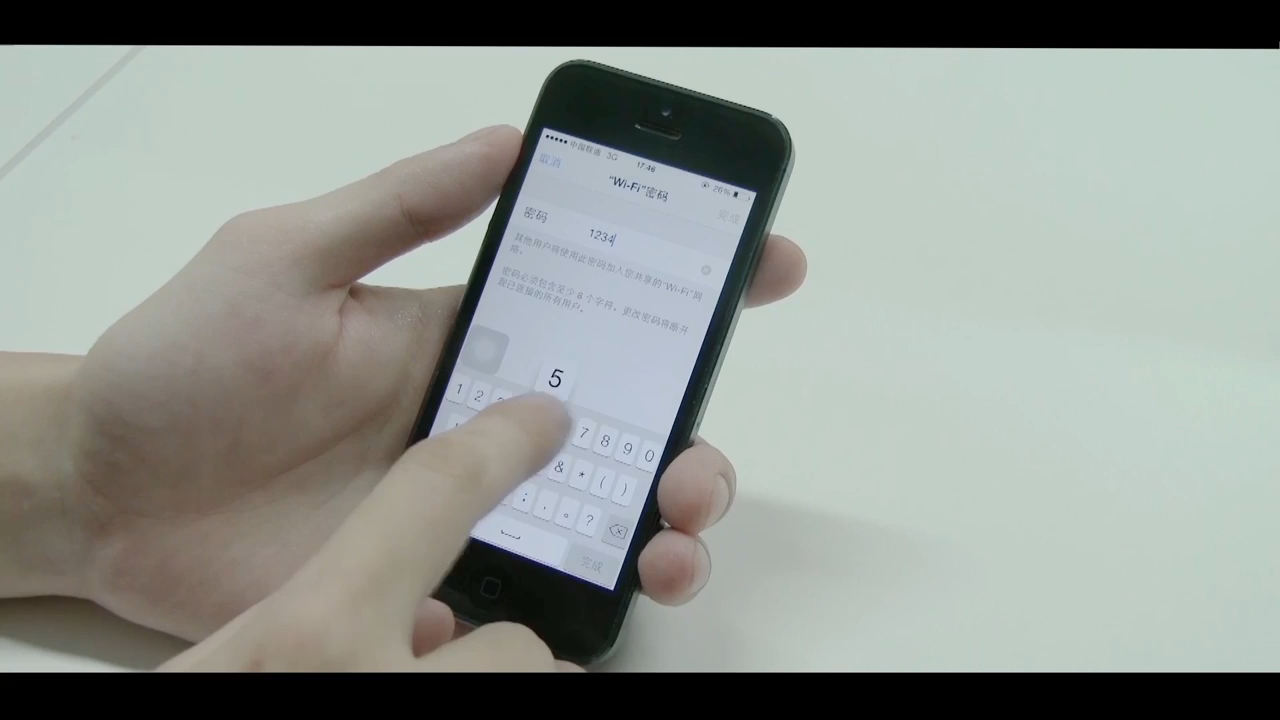 中国联通 3G 17:46 26%
取消 "Wi-Fi"密码 完成
密码 1234
其他用户将使用此密码加入您共享的"Wi-Fi"网
络。
密码必须包含至少 8 个字符，更改密码将断开
现已连接的所有用户。
5
1 2 7 8 9 0
& * ( )
; , 。 ?
完成